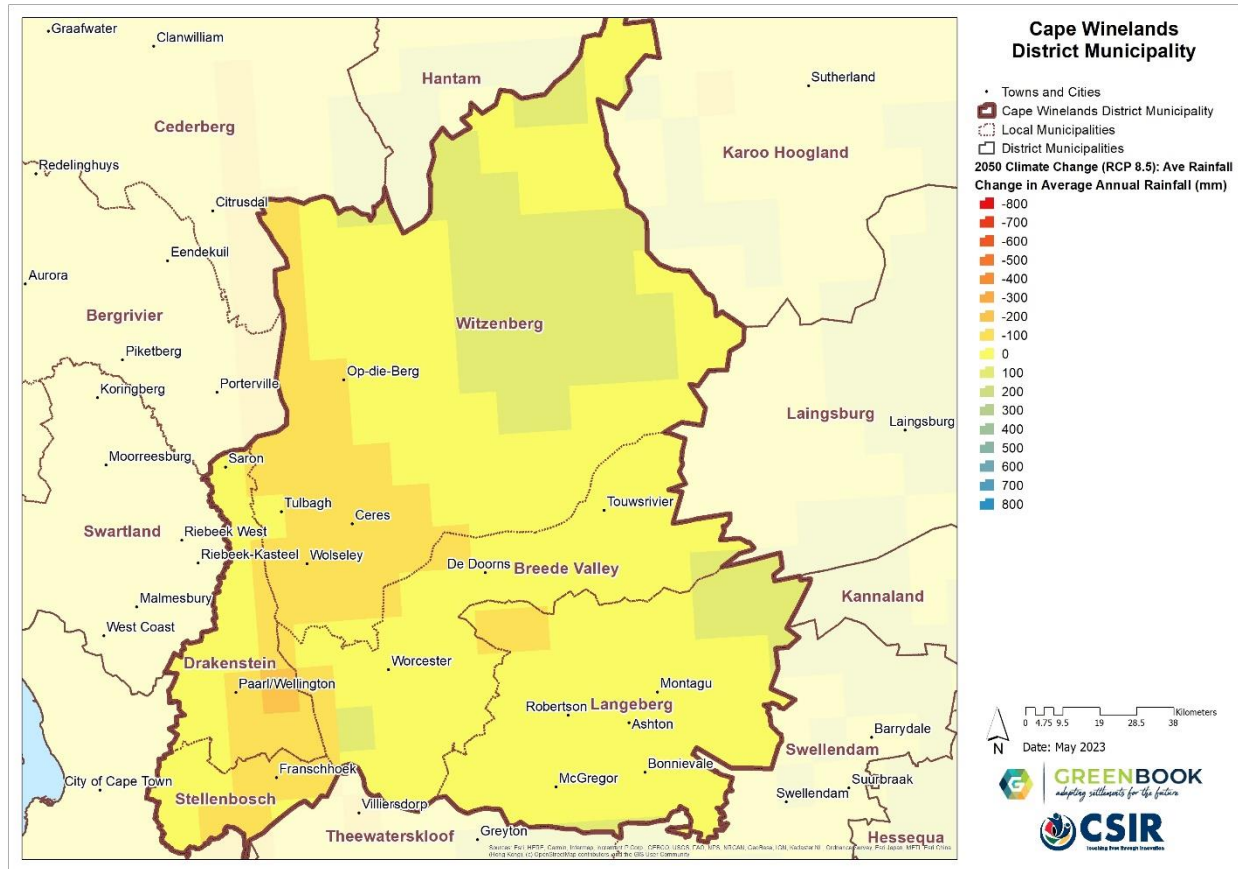 Graafwater
Clanwilliam
Hantam
Sutherland
Cederberg
Karoo Hoogland
Redelinghuys
Citrusdal
Eendekuil
Aurora
Bergrivier
Witzenberg
Piketberg
Op-die-Berg
Koringberg
Porterville
Laingsburg
Laingsburg
Moorreesburg
Saron
Tulbagh
Ceres
Touwsrivier
Swartland
Riebeek West
Riebeek-Kasteel
Wolseley
De Doorns
Breede Valley
Malmesbury
Kannaland
West Coast
Drakenstein
Worcester
Paarl/Wellington
Montagu
Robertson
Langeberg
Ashton
Barrydale
Swellendam
City of Cape Town
Franschhoek
McGregor
Bonnievale
Suurbraak
Stellenbosch
Swellendam
Villiersdorp
Theewaterskloof
Greyton
Hessequa
Cape Winelands
District Municipality
Towns and Cities
Cape Winelands District Municipality
Local Municipalities
District Municipalities
2050 Climate Change (RCP 8.5): Ave Rainfall
Change in Average Annual Rainfall (mm)
-800
-700
-600
-500
-400
-300
-200
-100
0
100
200
300
400
500
600
700
800
Kilometers
0 4.75 9.5 19 28.5 38
N
Date: May 2023
GREENBOOK
adapting settlements for the future
CSIR
Touching lives through innovation